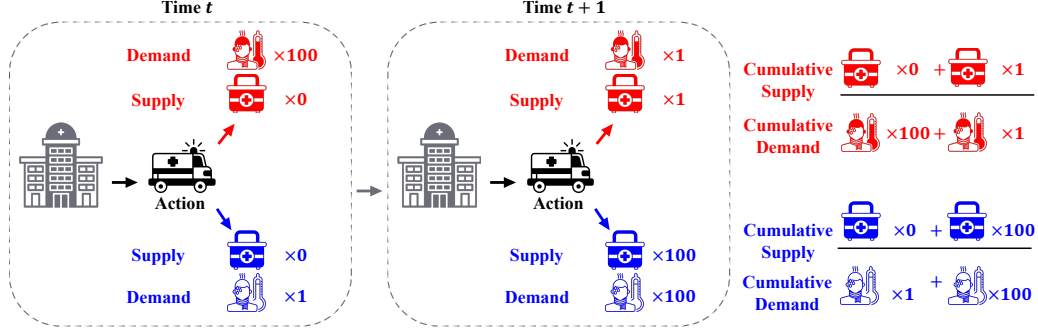 Time t
Demand ×100
Supply ×0
Action
Supply ×0
Demand ×1
Time t + 1
Demand ×1
Supply ×1
Action
Supply ×100
Demand ×100
Cumulative
Supply
×0 + ×1
Cumulative
Demand
×100 + ×1
Cumulative
Supply
×0 + ×100
Cumulative
Demand
×1 + ×100